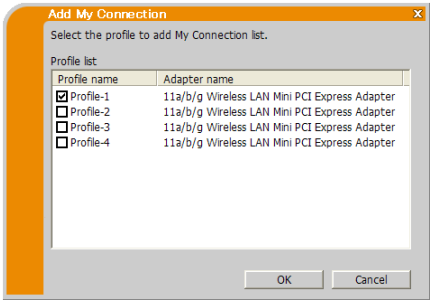 Add My Connection
Select the profile to add My Connection list.
Profile list
Profile name Adapter name
Profile-1 11a/b/g Wireless LAN Mini PCI Express Adapter
Profile-2 11a/b/g Wireless LAN Mini PCI Express Adapter
Profile-3 11a/b/g Wireless LAN Mini PCI Express Adapter
Profile-4 11a/b/g Wireless LAN Mini PCI Express Adapter
OK Cancel